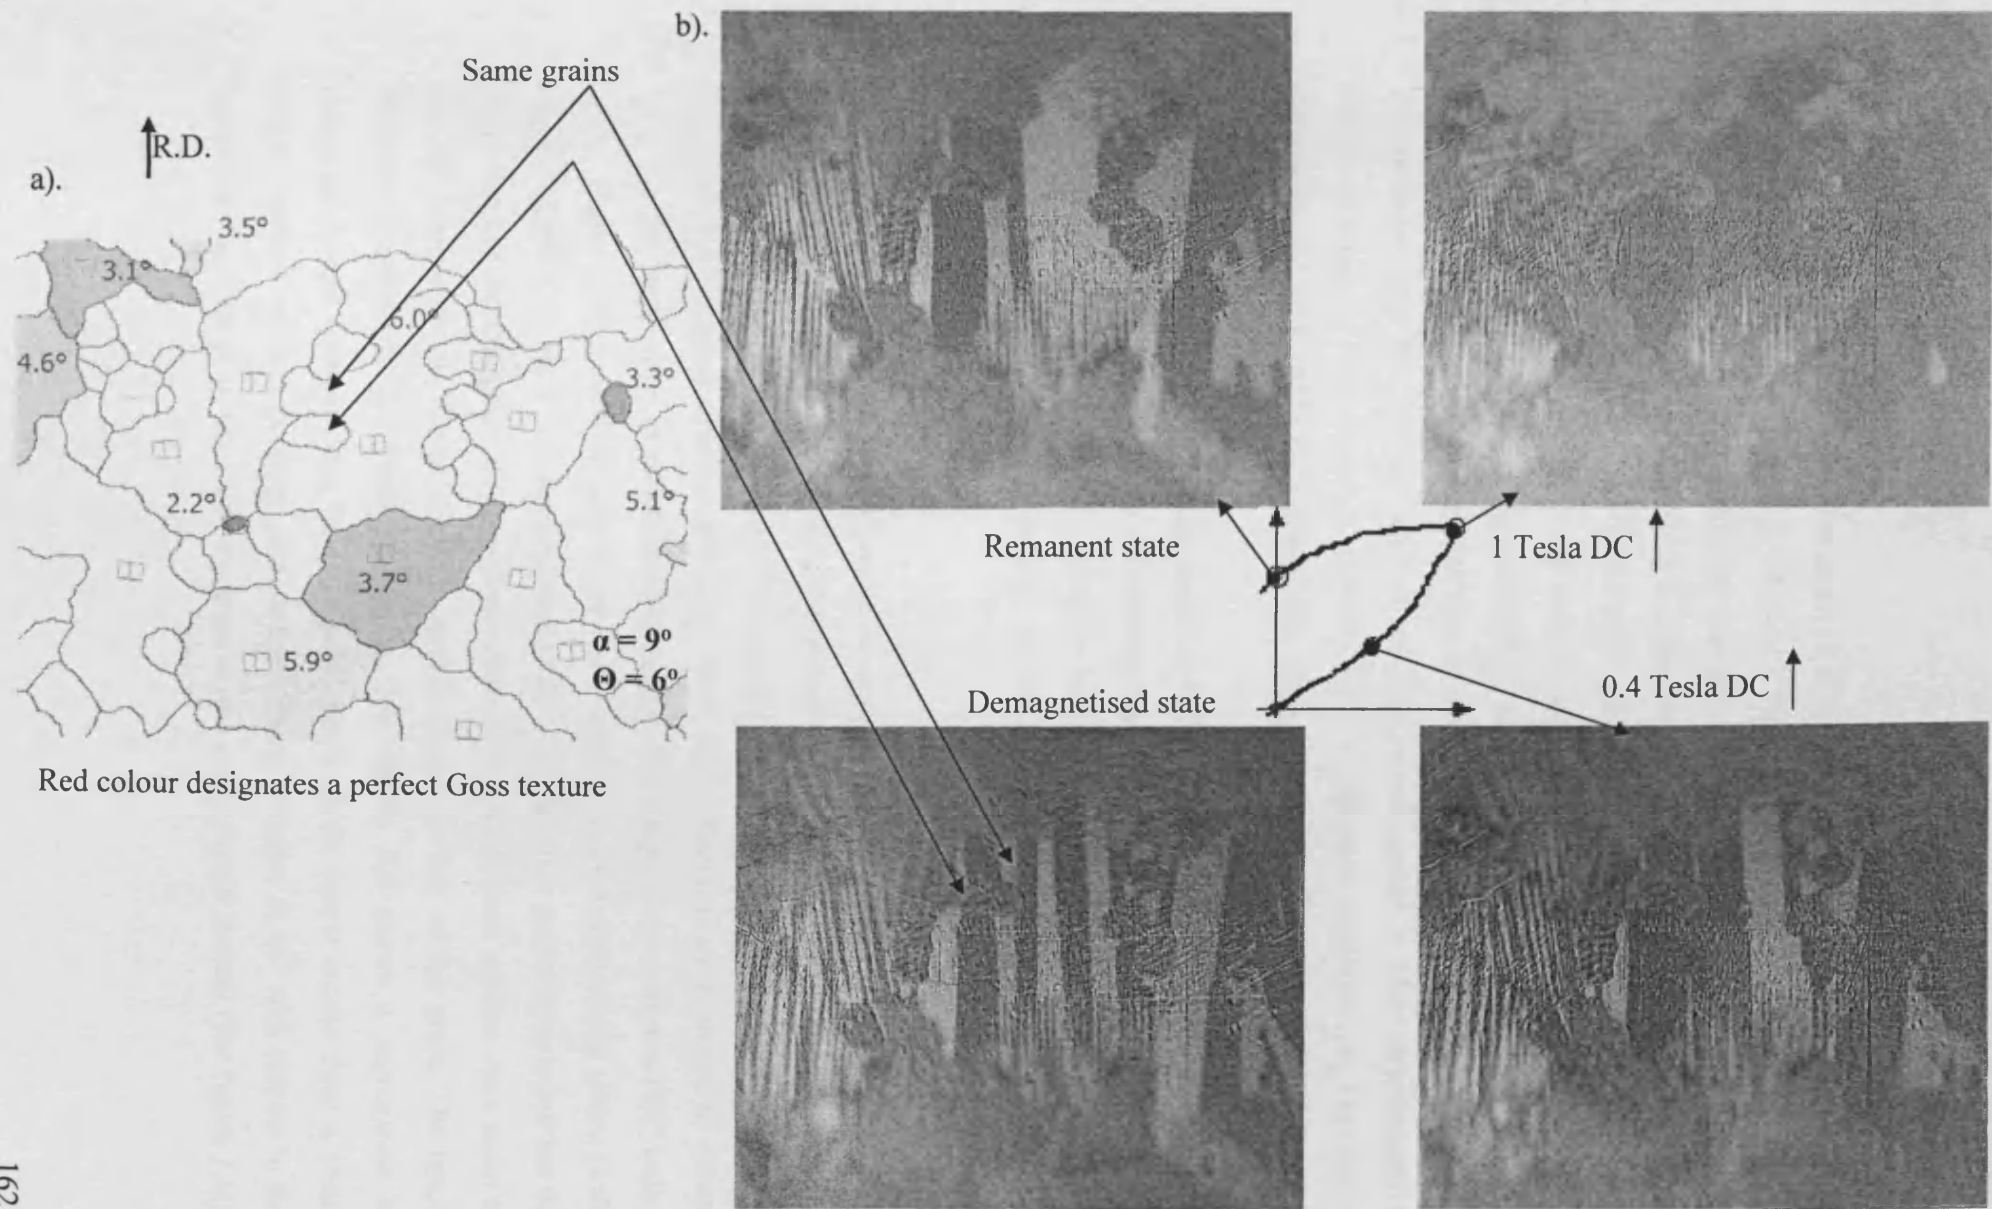 b).
Same grains
R.D.
a).
3.5°
3.1°
6.0°
4.6°
3.3°
2.2°
5.1°
3.7°
5.9°
α = 9°
Θ = 6°
Red colour designates a perfect Goss texture
Remanent state
1 Tesla DC
Demagnetised state
0.4 Tesla DC
162